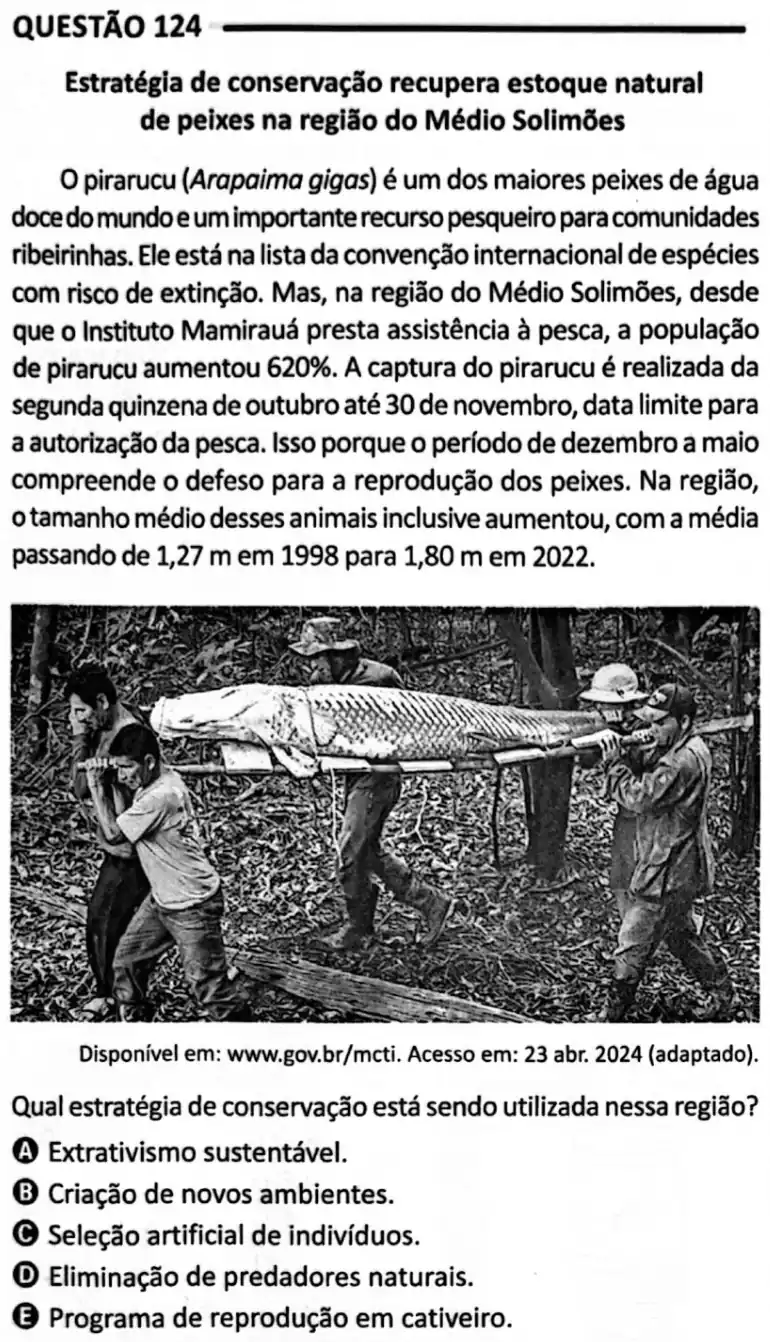 QUESTÃO 124
Estratégia de conservação recupera estoque natural
de peixes na região do Médio Solimões
O pirarucu (Arapaima gigas) é um dos maiores peixes de água
doce do mundo e um importante recurso pesqueiro para comunidades
ribeirinhas. Ele está na lista da convenção internacional de espécies
com risco de extinção. Mas, na região do Médio Solimões, desde
que o Instituto Mamirauá presta assistência à pesca, a população
de pirarucu aumentou 620%. A captura do pirarucu é realizada da
segunda quinzena de outubro até 30 de novembro, data limite para
a autorização da pesca. Isso porque o período de dezembro a maio
compreende o defeso para a reprodução dos peixes. Na região,
o tamanho médio desses animais inclusive aumentou, com a média
passando de 1,27 m em 1998 para 1,80 m em 2022.
Disponível em: www.gov.br/mcti. Acesso em: 23 abr. 2024 (adaptado).
Qual estratégia de conservação está sendo utilizada nessa região?
A Extrativismo sustentável.
B Criação de novos ambientes.
C Seleção artificial de indivíduos.
D Eliminação de predadores naturais.
E Programa de reprodução em cativeiro.